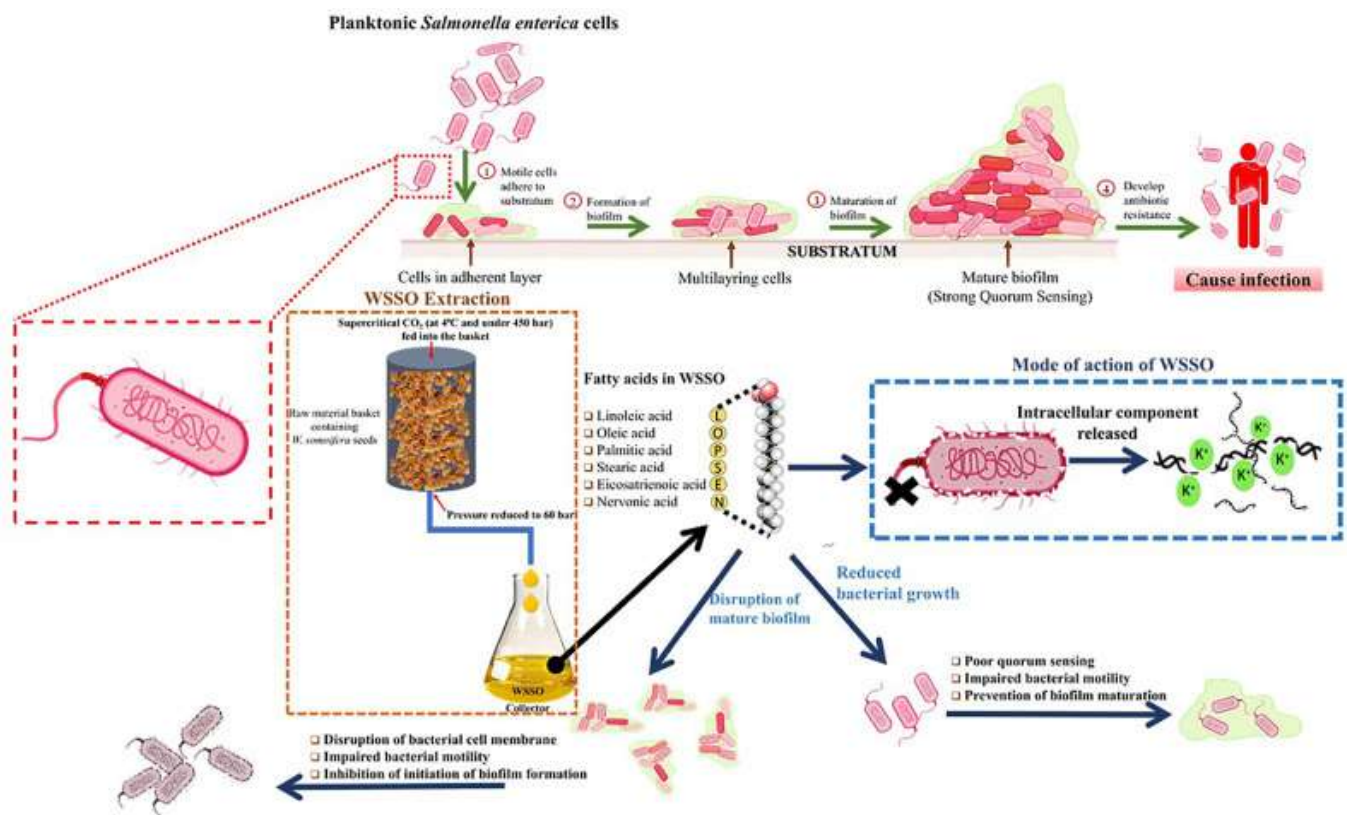 Planktonic Salmonella enterica cells
1 Motile cells
adhere to
substratum
2 Formation of
biofilm
3 Maturation of
biofilm
4 Develop
antibiotic
resistance
SUBSTRATUM
Cells in adherent layer
Multilayring cells
Mature biofilm
(Strong Quorum Sensing)
Cause infection
WSSO Extraction
Supercritical CO₂ (at 4ºC and under 450 bar)
fed into the basket
Raw material basket
containing
W. somnifera seeds
Pressure reduced to 60 bar
WSSO
Collector
Fatty acids in WSSO
❑ Linoleic acid
❑ Oleic acid
❑ Palmitic acid
❑ Stearic acid
❑ Eicosatrienoic acid
❑ Nervonic acid
L
O
P
S
E
N
Mode of action of WSSO
Intracellular component
released
K⁺
K⁺
K⁺
K⁺
K⁺
Disruption of
mature biofilm
Reduced
bacterial growth
❑ Poor quorum sensing
❑ Impaired bacterial motility
❑ Prevention of biofilm maturation
❑ Disruption of bacterial cell membrane
❑ Impaired bacterial motility
❑ Inhibition of initiation of biofilm formation